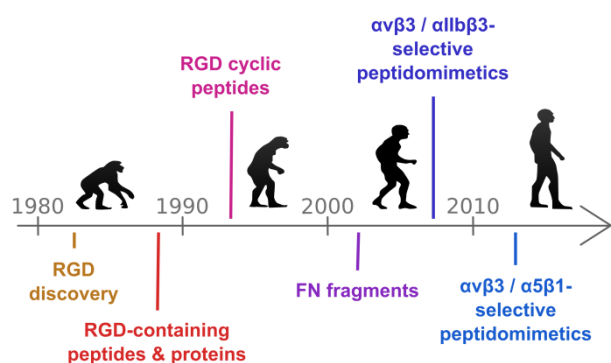 αvβ3 / αIIbβ3-
selective
peptidomimetics
RGD cyclic
peptides
1980
1990
2000
2010
RGD
discovery
RGD-containing
peptides & proteins
FN fragments
αvβ3 / α5β1-
selective
peptidomimetics